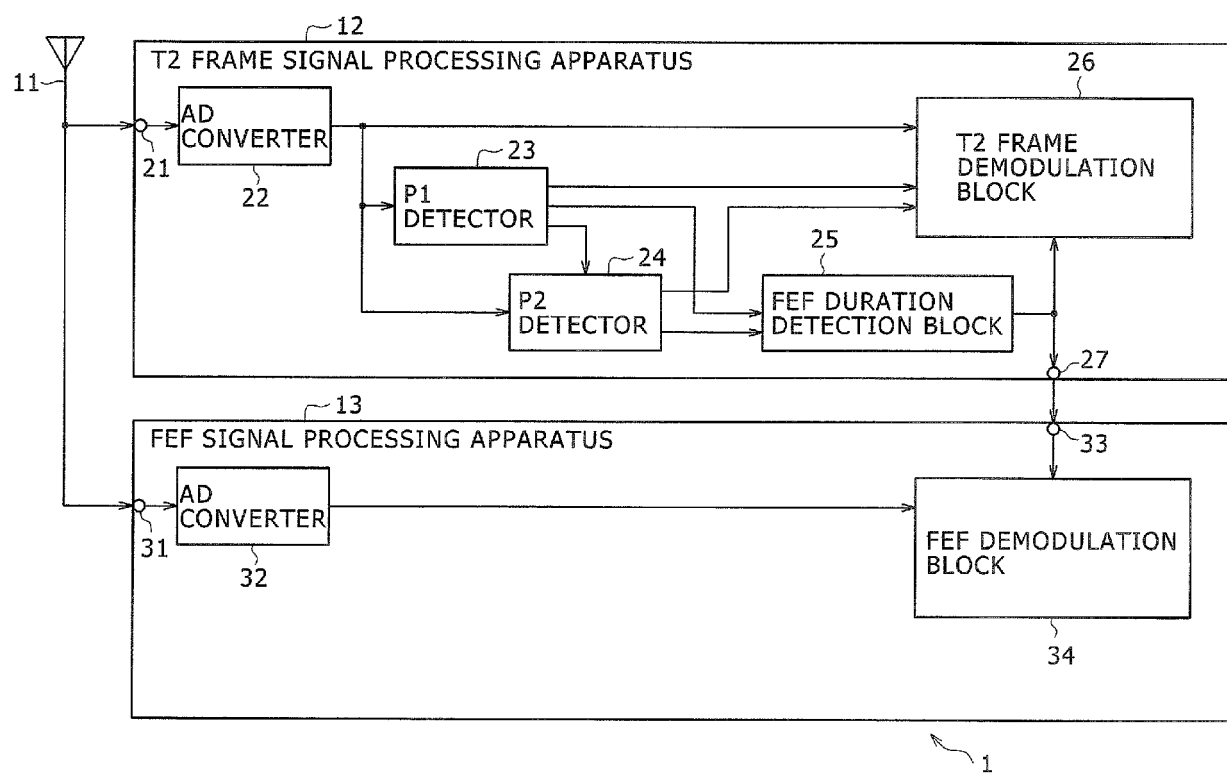 12
T2 FRAME SIGNAL PROCESSING APPARATUS
11
26
AD
CONVERTER
21
22
23
T2 FRAME
DEMODULATION
BLOCK
P1
DETECTOR
24
25
P2
DETECTOR
FEF DURATION
DETECTION BLOCK
27
13
FEF SIGNAL PROCESSING APPARATUS
33
AD
CONVERTER
31
32
FEF DEMODULATION
BLOCK
34
1